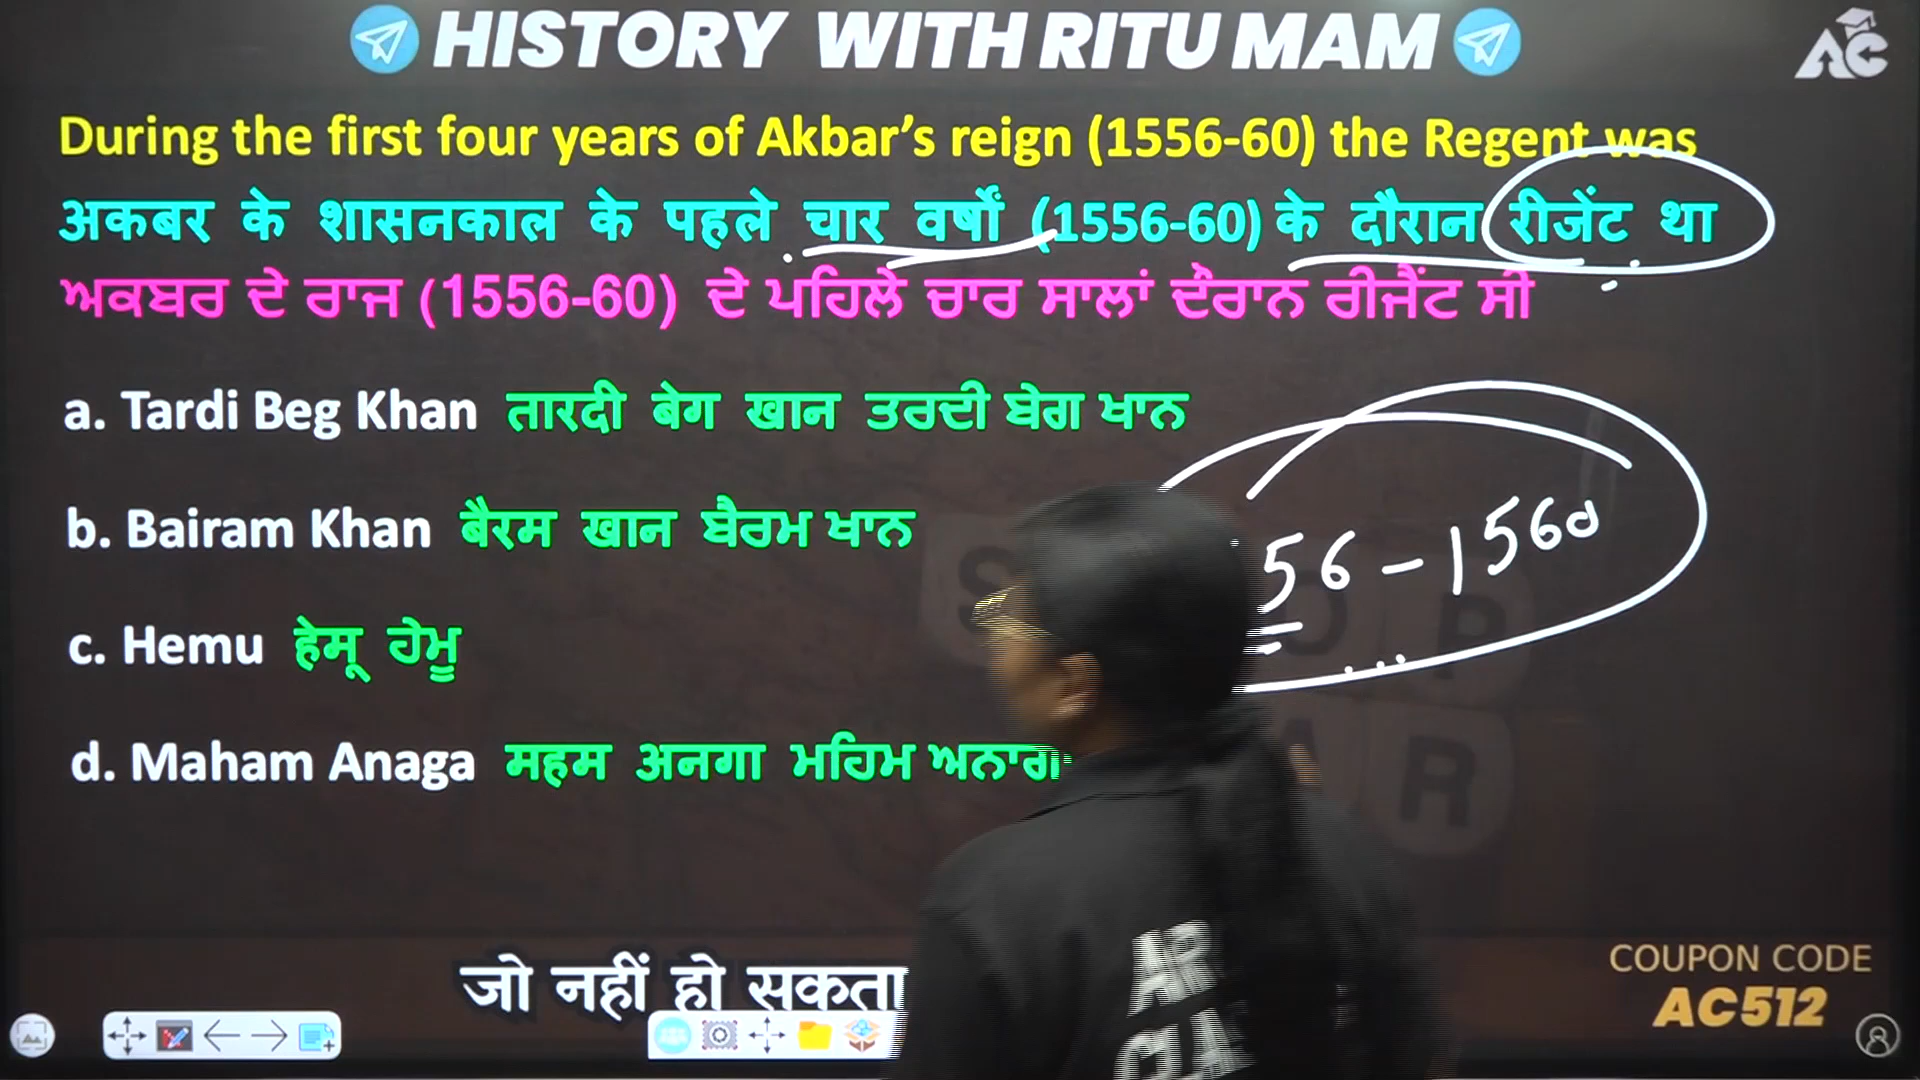 HISTORY WITH RITU MAM
AC
During the first four years of Akbar's reign (1556-60) the Regent was
अकबर के शासनकाल के पहले चार वर्षों (1556-60) के दौरान रीजेंट था
ਅਕਬਰ ਦੇ ਰਾਜ (1556-60) ਦੇ ਪਹਿਲੇ ਚਾਰ ਸਾਲਾਂ ਦੌਰਾਨ ਰੀਜੈਂਟ ਸੀ
a. Tardi Beg Khan तारदी बेग खान ਤਰਦੀ ਬੇਗ ਖਾਨ
b. Bairam Khan बैरम खान ਬੈਰਮ ਖਾਨ
56-1560
c. Hemu हेमू ਹੇਮੂ
d. Maham Anaga महम अनगा ਮਹਿਮ ਅਨਾਗ
जो नहीं हो सकता
COUPON CODE
AC512